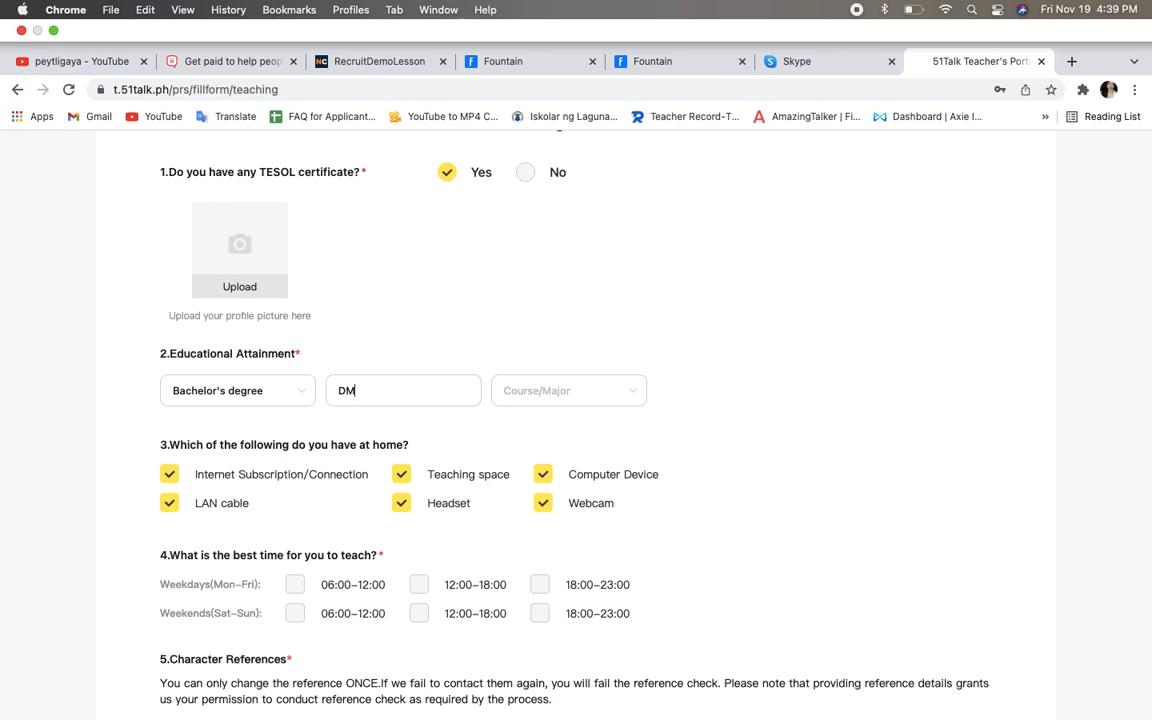 Chrome File Edit View History Bookmarks Profiles Tab Window Help Fri Nov 19 4:39 PM
peytligaya - YouTube Get paid to help peop NC RecruitDemoLesson Fountain Fountain Skype 51Talk Teacher's Port
t.51talk.ph/prs/fillform/teaching
Apps Gmail YouTube Translate FAQ for Applicant... YouTube to MP4 C... Iskolar ng Laguna... Teacher Record-T... AmazingTalker | Fi... Dashboard | Axie I... » Reading List
1.Do you have any TESOL certificate?* Yes No
Upload
Upload your profile picture here
2.Educational Attainment*
Bachelor's degree DM Course/Major
3.Which of the following do you have at home?
Internet Subscription/Connection Teaching space Computer Device
LAN cable Headset Webcam
4.What is the best time for you to teach?*
Weekdays(Mon-Fri): 06:00-12:00 12:00-18:00 18:00-23:00
Weekends(Sat-Sun): 06:00-12:00 12:00-18:00 18:00-23:00
5.Character References*
You can only change the reference ONCE.If we fail to contact them again, you will fail the reference check. Please note that providing reference details grants
us your permission to conduct reference check as required by the process.